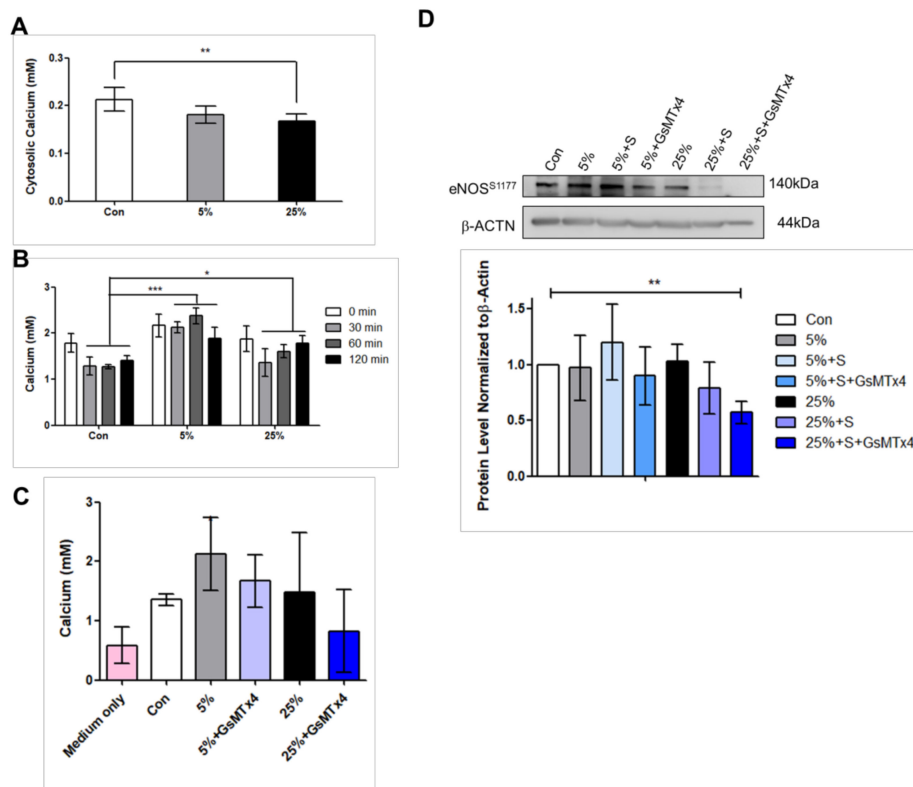 A
Cytosolic Calcium (mM)
0.3
0.2
0.1
0.0
**
Con
5%
25%
B
Calcium (mM)
3
2
1
0
***
*
0 min
30 min
60 min
120 min
Con
5%
25%
C
Calcium (mM)
3
2
1
0
Medium only
Con
5%
5%+GsMTx4
25%
25%+GsMTx4
D
Con
5%
5%+S
5%+GsMTx4
25%
25%+S
25%+S+GsMTx4
eNOS^S1177
140kDa
β-ACTN
44kDa
Protein Level Normalized toβ-Actin
1.5
1.0
0.5
0.0
**
Con
5%
5%+S
5%+S+GsMTx4
25%
25%+S
25%+S+GsMTx4